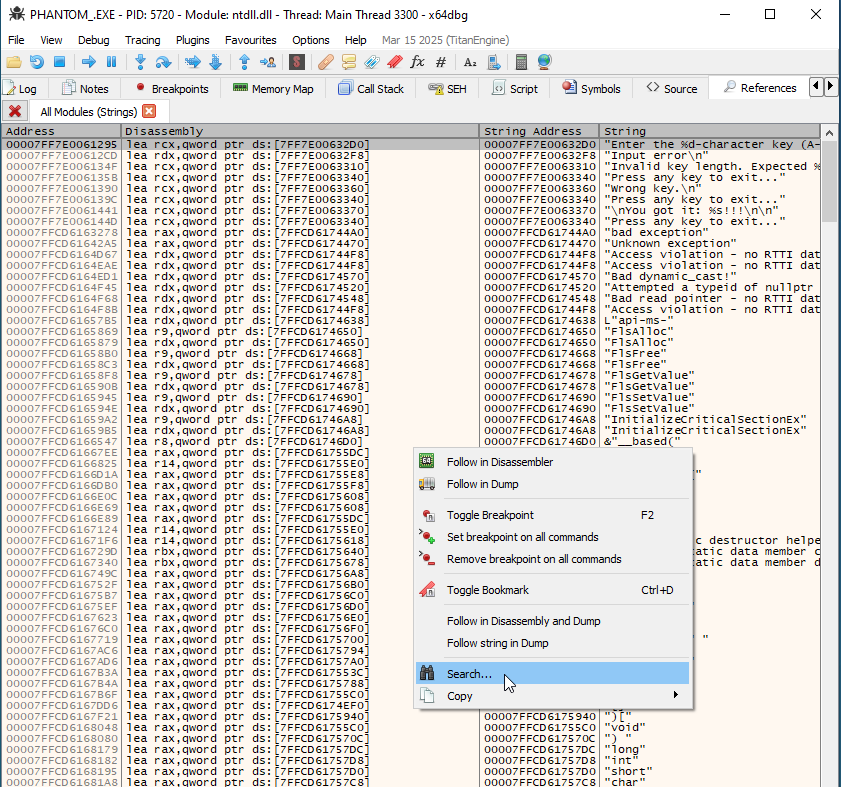 PHANTOM_.EXE - PID: 5720 - Module: ntdll.dll - Thread: Main Thread 3300 - x64dbg
File View Debug Tracing Plugins Favourites Options Help Mar 15 2025 (TitanEngine)
Log Notes Breakpoints Memory Map Call Stack SEH Script Symbols Source References
All Modules (Strings)
Address Disassembly String Address String
00007FF7E0061295 lea rcx,qword ptr ds:[7FF7E00632D0] 00007FF7E00632D0 "Enter the %d-character key (A-
00007FF7E00612CD lea rdx,qword ptr ds:[7FF7E00632F8] 00007FF7E00632F8 "Input error\n"
00007FF7E006134F lea rcx,qword ptr ds:[7FF7E0063310] 00007FF7E0063310 "Invalid key length. Expected %
00007FF7E006135B lea rcx,qword ptr ds:[7FF7E0063340] 00007FF7E0063340 "Press any key to exit..."
00007FF7E0061390 lea rcx,qword ptr ds:[7FF7E0063360] 00007FF7E0063360 "Wrong key.\n"
00007FF7E006139C lea rcx,qword ptr ds:[7FF7E0063340] 00007FF7E0063340 "Press any key to exit..."
00007FF7E0061441 lea rcx,qword ptr ds:[7FF7E0063370] 00007FF7E0063370 "\nYou got it: %s!!!\n\n"
00007FF7E006144D lea rcx,qword ptr ds:[7FF7E0063340] 00007FF7E0063340 "Press any key to exit..."
00007FFCD6163278 lea rax,qword ptr ds:[7FFCD61744A0] 00007FFCD61744A0 "bad exception"
00007FFCD61642A5 lea rax,qword ptr ds:[7FFCD6174470] 00007FFCD6174470 "Unknown exception"
00007FFCD6164D67 lea rdx,qword ptr ds:[7FFCD61744F8] 00007FFCD61744F8 "Access violation - no RTTI dat
00007FFCD6164EAE lea rdx,qword ptr ds:[7FFCD61744F8] 00007FFCD61744F8 "Access violation - no RTTI dat
00007FFCD6164ED1 lea rdx,qword ptr ds:[7FFCD6174570] 00007FFCD6174570 "Bad dynamic_cast!"
00007FFCD6164F45 lea rdx,qword ptr ds:[7FFCD6174520] 00007FFCD6174520 "Attempted a typeid of nullptr
00007FFCD6164F68 lea rdx,qword ptr ds:[7FFCD6174548] 00007FFCD6174548 "Bad read pointer - no RTTI dat
00007FFCD6164F8B lea rdx,qword ptr ds:[7FFCD61744F8] 00007FFCD61744F8 "Access violation - no RTTI dat
00007FFCD61657B5 lea rdx,qword ptr ds:[7FFCD6174638] 00007FFCD6174638 L"api-ms-"
00007FFCD6165869 lea r9,qword ptr ds:[7FFCD6174650] 00007FFCD6174650 "FlsAlloc"
00007FFCD6165879 lea rdx,qword ptr ds:[7FFCD6174650] 00007FFCD6174650 "FlsAlloc"
00007FFCD61658B0 lea r9,qword ptr ds:[7FFCD6174668] 00007FFCD6174668 "FlsFree"
00007FFCD61658C3 lea rdx,qword ptr ds:[7FFCD6174668] 00007FFCD6174668 "FlsFree"
00007FFCD61658F8 lea r9,qword ptr ds:[7FFCD6174678] 00007FFCD6174678 "FlsGetValue"
00007FFCD616590B lea rdx,qword ptr ds:[7FFCD6174678] 00007FFCD6174678 "FlsGetValue"
00007FFCD6165945 lea r9,qword ptr ds:[7FFCD6174690] 00007FFCD6174690 "FlsSetValue"
00007FFCD616594E lea rdx,qword ptr ds:[7FFCD6174690] 00007FFCD6174690 "FlsSetValue"
00007FFCD61659A2 lea r9,qword ptr ds:[7FFCD61746A8] 00007FFCD61746A8 "InitializeCriticalSectionEx"
00007FFCD61659B5 lea rdx,qword ptr ds:[7FFCD61746A8] 00007FFCD61746A8 "InitializeCriticalSectionEx"
00007FFCD6166547 lea r8,qword ptr ds:[7FFCD61746D0] 00007FFCD61746D0 &"__based("
00007FFCD61667EE lea rax,qword ptr ds:[7FFCD61755DC]
00007FFCD6166825 lea r14,qword ptr ds:[7FFCD61755E0]
00007FFCD6166D1A lea rax,qword ptr ds:[7FFCD61755E8]
00007FFCD6166DB0 lea rax,qword ptr ds:[7FFCD61755F8]
00007FFCD6166E0C lea rax,qword ptr ds:[7FFCD6175608]
00007FFCD6166E69 lea rax,qword ptr ds:[7FFCD6175608]
00007FFCD6166E89 lea rax,qword ptr ds:[7FFCD61755DC]
00007FFCD6167124 lea r14,qword ptr ds:[7FFCD61755E0]
00007FFCD61671F6 lea r14,qword ptr ds:[7FFCD6175618] destructor helpe
00007FFCD616729D lea rbx,qword ptr ds:[7FFCD6175640] data member c
00007FFCD6167340 lea rbx,qword ptr ds:[7FFCD6175678] data member d
00007FFCD616749C lea rax,qword ptr ds:[7FFCD61756A8]
00007FFCD616752F lea rax,qword ptr ds:[7FFCD61756B0]
00007FFCD61675B7 lea rax,qword ptr ds:[7FFCD61756C0]
00007FFCD61675EF lea rax,qword ptr ds:[7FFCD61756D0]
00007FFCD6167623 lea rax,qword ptr ds:[7FFCD61756E0]
00007FFCD61676C0 lea rax,qword ptr ds:[7FFCD61756F0]
00007FFCD6167719 lea rax,qword ptr ds:[7FFCD6175700]
00007FFCD6167AC6 lea rax,qword ptr ds:[7FFCD6175794]
00007FFCD6167AD6 lea rax,qword ptr ds:[7FFCD61757A0]
00007FFCD6167B3A lea rax,qword ptr ds:[7FFCD617553C]
00007FFCD6167B4A lea rax,qword ptr ds:[7FFCD6175788]
00007FFCD6167B6F lea rax,qword ptr ds:[7FFCD61755C0]
00007FFCD6167DD6 lea rax,qword ptr ds:[7FFCD6174EF0]
00007FFCD6167F21 lea rax,qword ptr ds:[7FFCD6175940] 00007FFCD6175940 ")["
00007FFCD6168048 lea rax,qword ptr ds:[7FFCD61755C0] 00007FFCD61755C0 "void"
00007FFCD6168080 lea rax,qword ptr ds:[7FFCD617570C] 00007FFCD617570C ") "
00007FFCD6168179 lea rax,qword ptr ds:[7FFCD61757DC] 00007FFCD61757DC "long"
00007FFCD6168182 lea rax,qword ptr ds:[7FFCD61757D8] 00007FFCD61757D8 "int"
00007FFCD6168195 lea rax,qword ptr ds:[7FFCD61757D0] 00007FFCD61757D0 "short"
00007FFCD61681A8 lea rax,qword ptr ds:[7FFCD61757C8] 00007FFCD61757C8 "char"
Follow in Disassembler
Follow in Dump
Toggle Breakpoint F2
Set breakpoint on all commands
Remove breakpoint on all commands
Toggle Bookmark Ctrl+D
Follow in Disassembly and Dump
Follow string in Dump
Search...
Copy